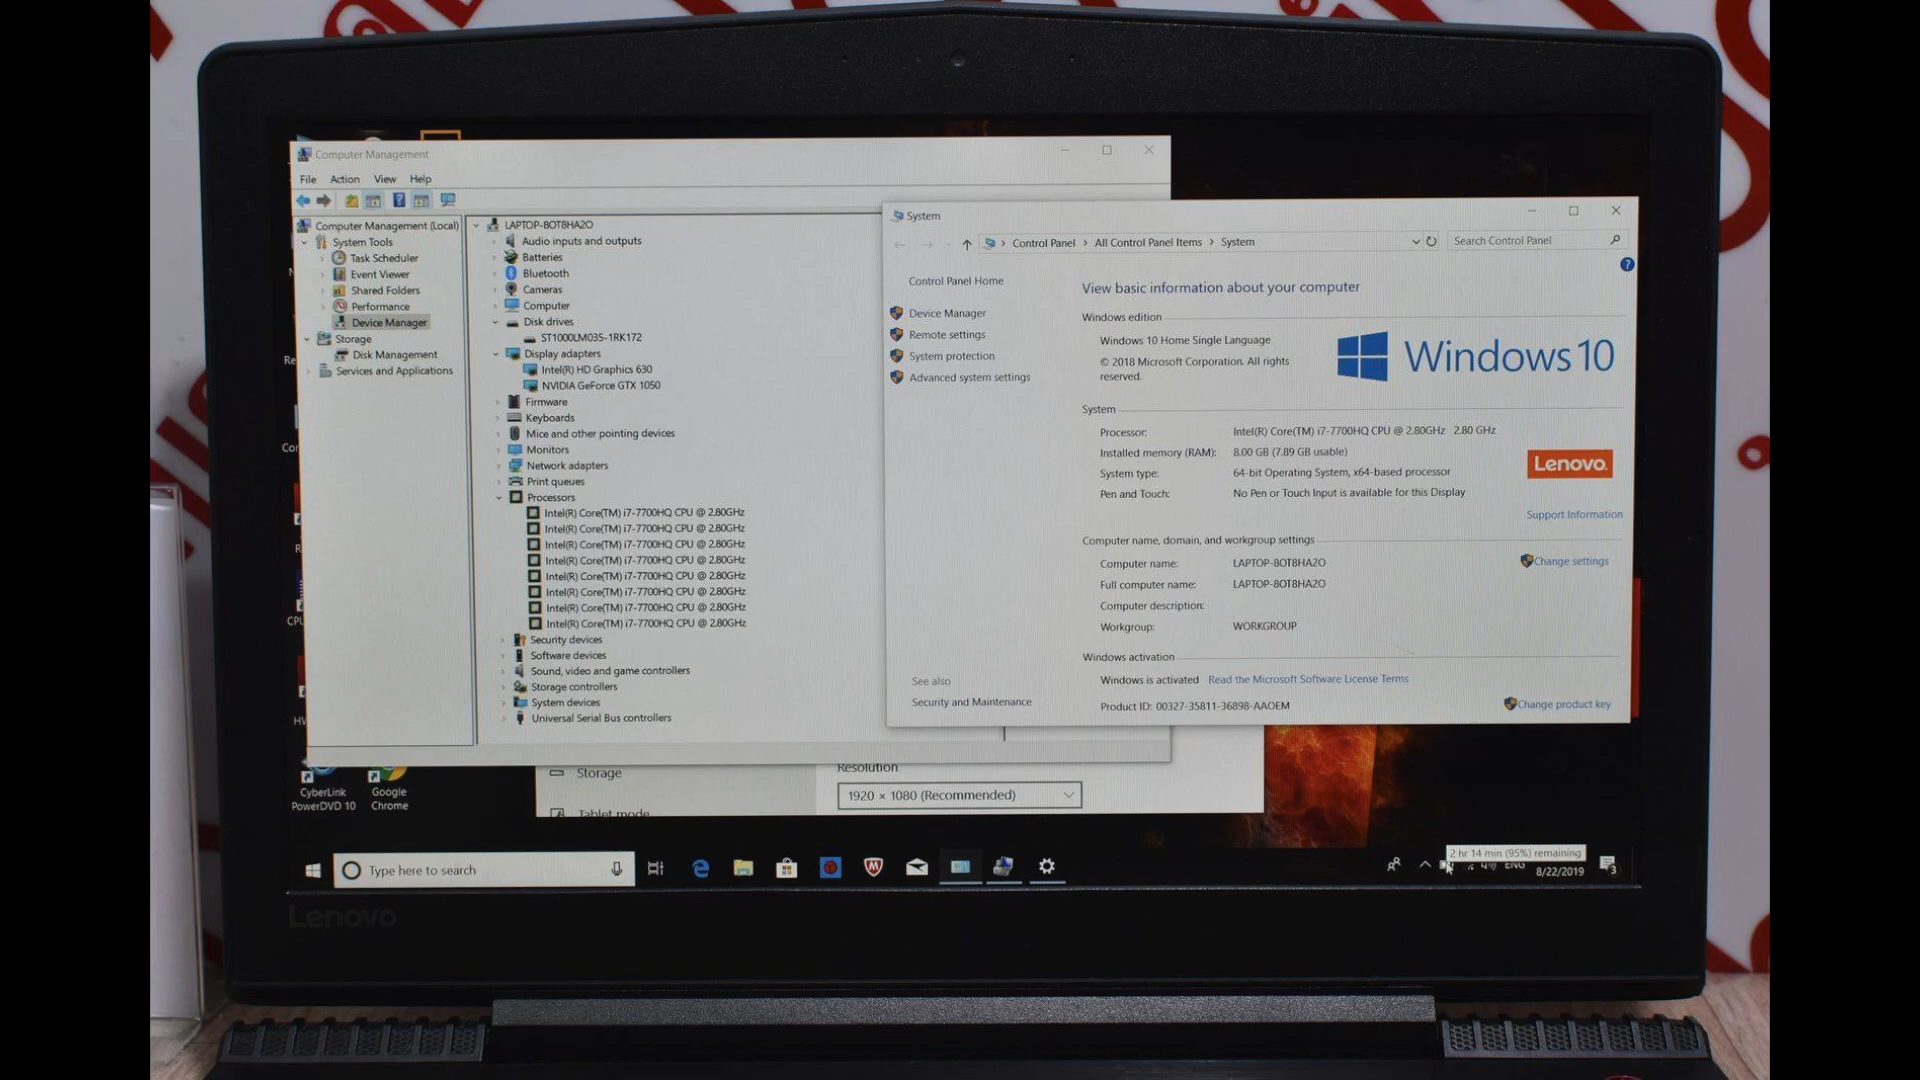 Computer Management
File Action View Help
Computer Management (Local)
System Tools
Task Scheduler
Event Viewer
Shared Folders
Performance
Device Manager
Storage
Disk Management
Services and Applications
LAPTOP-8OT8HA2O
Audio inputs and outputs
Batteries
Bluetooth
Cameras
Computer
Disk drives
ST1000LM035-1RK172
Display adapters
Intel(R) HD Graphics 630
NVIDIA GeForce GTX 1050
Firmware
Keyboards
Mice and other pointing devices
Monitors
Network adapters
Print queues
Processors
Intel(R) Core(TM) i7-7700HQ CPU @ 2.80GHz
Intel(R) Core(TM) i7-7700HQ CPU @ 2.80GHz
Intel(R) Core(TM) i7-7700HQ CPU @ 2.80GHz
Intel(R) Core(TM) i7-7700HQ CPU @ 2.80GHz
Intel(R) Core(TM) i7-7700HQ CPU @ 2.80GHz
Intel(R) Core(TM) i7-7700HQ CPU @ 2.80GHz
Intel(R) Core(TM) i7-7700HQ CPU @ 2.80GHz
Intel(R) Core(TM) i7-7700HQ CPU @ 2.80GHz
Security devices
Software devices
Sound, video and game controllers
Storage controllers
System devices
Universal Serial Bus controllers
System
Control Panel > All Control Panel Items > System
Search Control Panel
Control Panel Home
Device Manager
Remote settings
System protection
Advanced system settings
See also
Security and Maintenance
View basic information about your computer
Windows edition
Windows 10 Home Single Language
© 2018 Microsoft Corporation. All rights
reserved.
Windows 10
System
Processor: Intel(R) Core(TM) i7-7700HQ CPU @ 2.80GHz 2.80 GHz
Installed memory (RAM): 8.00 GB (7.89 GB usable)
System type: 64-bit Operating System, x64-based processor
Pen and Touch: No Pen or Touch Input is available for this Display
Lenovo
Support Information
Computer name, domain, and workgroup settings
Computer name: LAPTOP-8OT8HA2O
Full computer name: LAPTOP-8OT8HA2O
Computer description:
Workgroup: WORKGROUP
Change settings
Windows activation
Windows is activated Read the Microsoft Software License Terms
Product ID: 00327-35811-36898-AAOEM
Change product key
Storage
Tablet mode
Resolution
1920 × 1080 (Recommended)
CyberLink
PowerDVD 10
Google
Chrome
Type here to search
2 hr 14 min (95%) remaining
ENG
8/22/2019
3
Lenovo